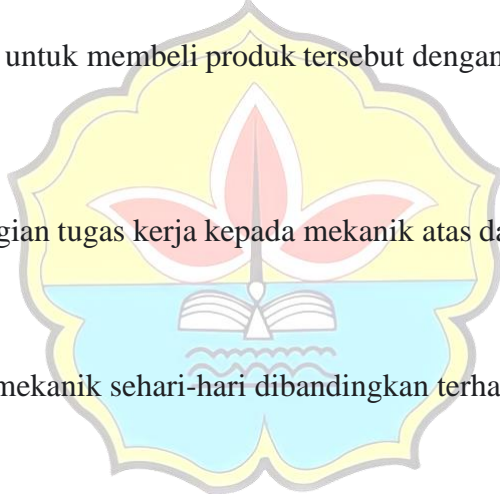 untuk membeli produk tersebut dengan
gian tugas kerja kepada mekanik atas da
mekanik sehari-hari dibandingkan terha